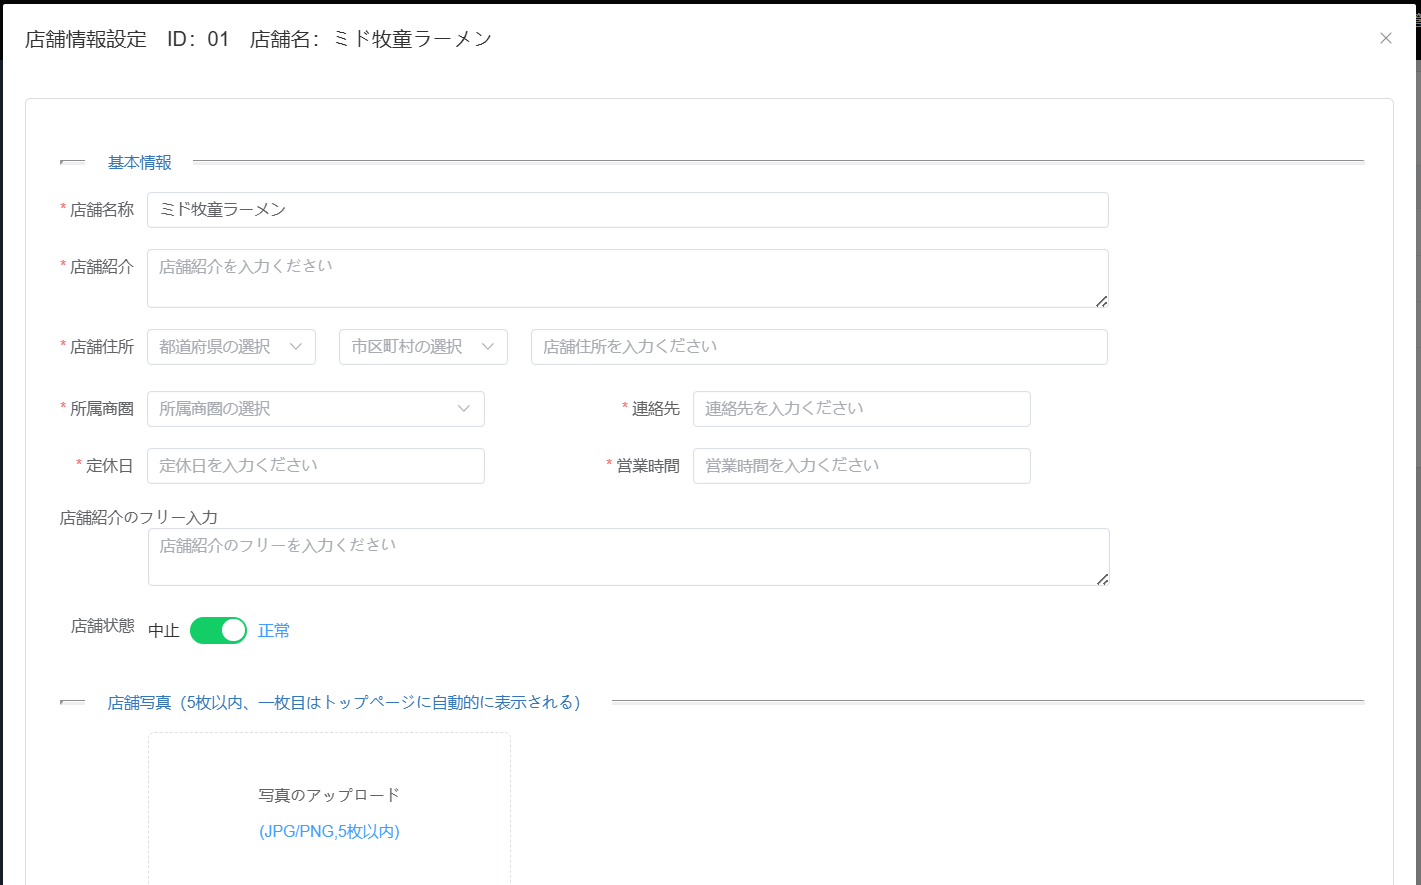 店舗情報設定　ID：01　店舗名：ミド牧童ラーメン
基本情報
*店舗名称 ミド牧童ラーメン
*店舗紹介 店舗紹介を入力ください
*店舗住所 都道府県の選択 市区町村の選択 店舗住所を入力ください
*所属商圏 所属商圏の選択 *連絡先 連絡先を入力ください
*定休日 定休日を入力ください *営業時間 営業時間を入力ください
店舗紹介のフリー入力
店舗紹介のフリーを入力ください
店舗状態 中止 正常
店舗写真（5枚以内、一枚目はトップページに自動的に表示される）
写真のアップロード
(JPG/PNG,5枚以内)